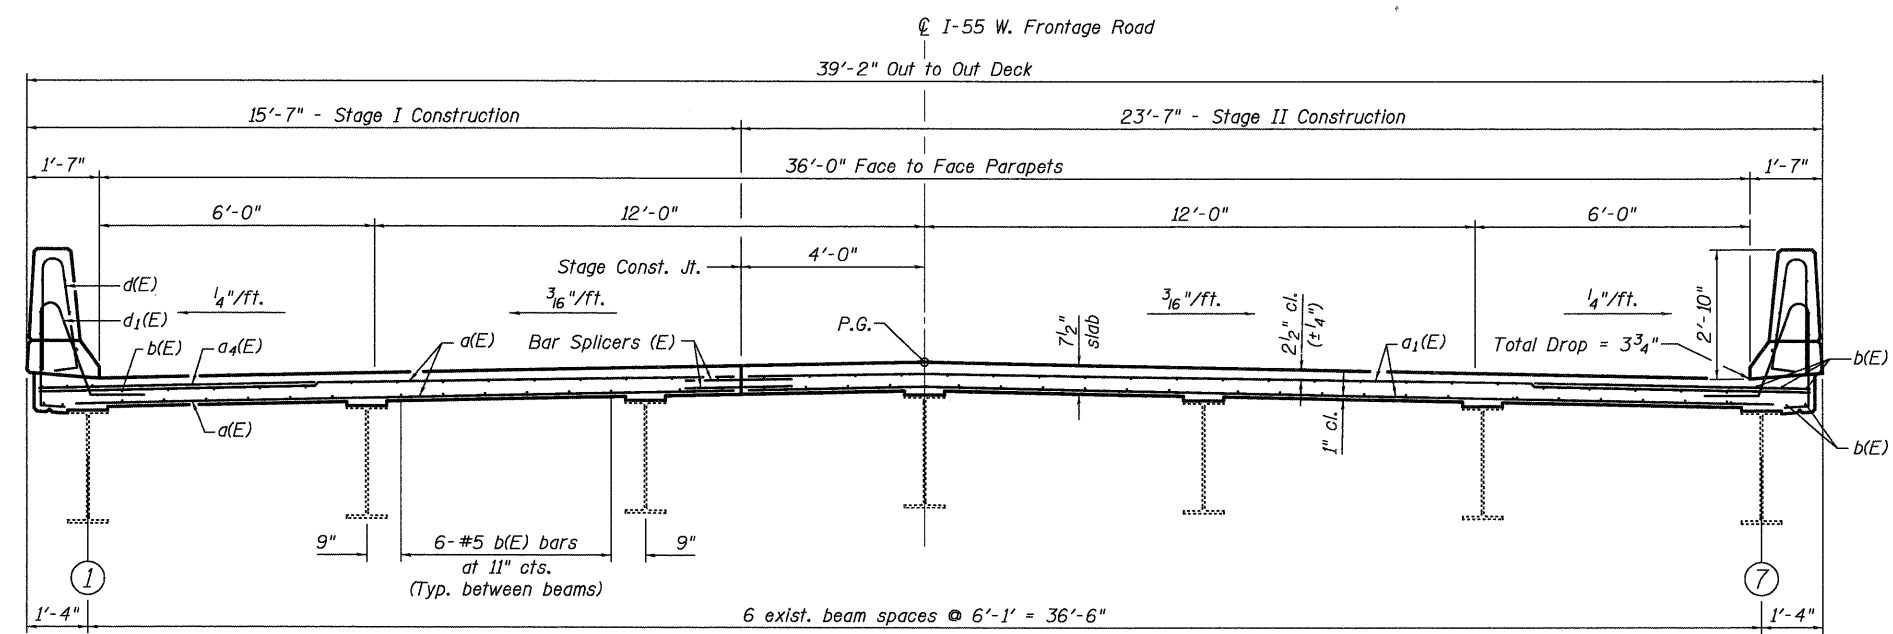 ℄ I-55 W. Frontage Road
39'-2" Out to Out Deck
15'-7" - Stage I Construction
23'-7" - Stage II Construction
1'-7"
36'-0" Face to Face Parapets
1'-7"
6'-0"
12'-0"
12'-0"
6'-0"
Stage Const. Jt.
4'-0"
d(E)
1/4"/ft.
3/16"/ft.
3/16"/ft.
1/4"/ft.
d1(E)
b(E)
a4(E)
a(E)
Bar Splicers (E)
P.G.
7 1/2"
slab
2 1/2" cl.
(±1/4")
a1(E)
Total Drop = 3 3/4"
2'-10"
b(E)
a(E)
1" cl.
b(E)
9"
6-#5 b(E) bars
at 11" cts.
(Typ. between beams)
9"
1
7
1'-4"
6 exist. beam spaces @ 6'-1' = 36'-6"
1'-4"